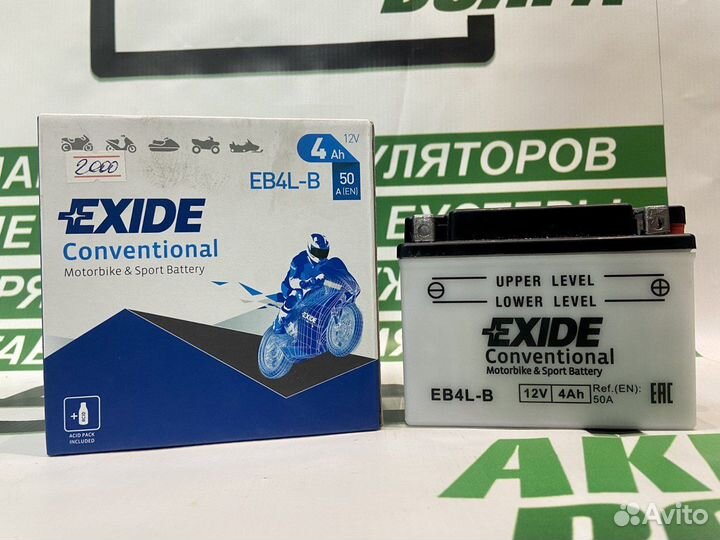 12V
4 Ah
2000
EB4L-B
50
A(EN)
EXIDE
Conventional
Motorbike & Sport Battery
ACID
ACID PACK
INCLUDED
УЛЯТОРОВ
UPPER LEVEL
LOWER LEVEL
EXIDE
Conventional
Motorbike & Sport Battery
EB4L-B
12V
4Ah
Ref.(EN):
50A
EAC
Avito